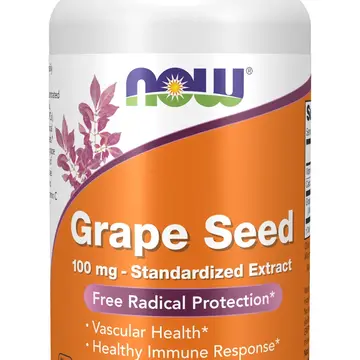 now®
Grape Seed
100 mg - Standardized Extract
Free Radical Protection*
• Vascular Health*
• Healthy Immune Response*